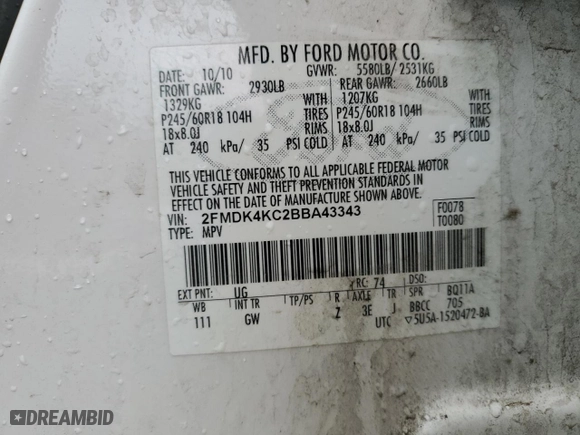 MFD. BY FORD MOTOR CO.
DATE: 10/10 GVWR: 5580LB/ 2531KG
FRONT GAWR: 2930LB REAR GAWR: 2660LB
1329KG WITH 1207KG WITH
P245/60R18 104H TIRES P245/60R18 104H TIRES
18x8.0J RIMS 18x8.0J RIMS
AT 240 kPa/ 35 PSI COLD AT 240 kPa/ 35 PSI COLD
THIS VEHICLE CONFORMS TO ALL APPLICABLE FEDERAL MOTOR
VEHICLE SAFETY AND THEFT PREVENTION STANDARDS IN
EFFECT ON THE DATE OF MANUFACTURE SHOWN ABOVE.
VIN: 2FMDK4KC2BBA43343 F0078
TYPE: MPV T0080
EXT PNT: UG RC: 74 DSO:
WB INT TR TP/PS R AXLE TR SPR BQ11A
111 GW Z 3E J BBCC 705
UTC 5U5A-1520472-BA
DREAMBID